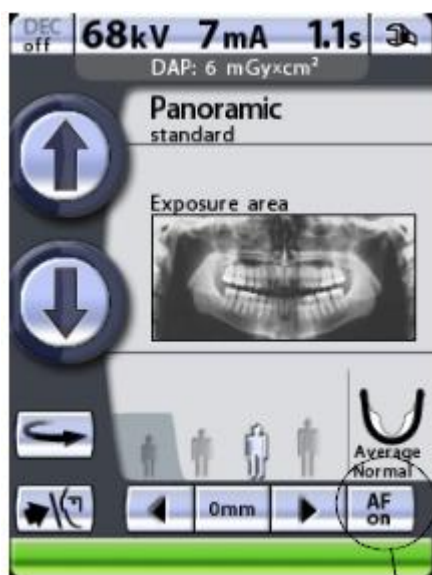 DEC
off
68kV 7mA 1.1s
DAP: 6 mGy×cm²
Panoramic
standard
Exposure area
Average
Normal
0mm
AF
on